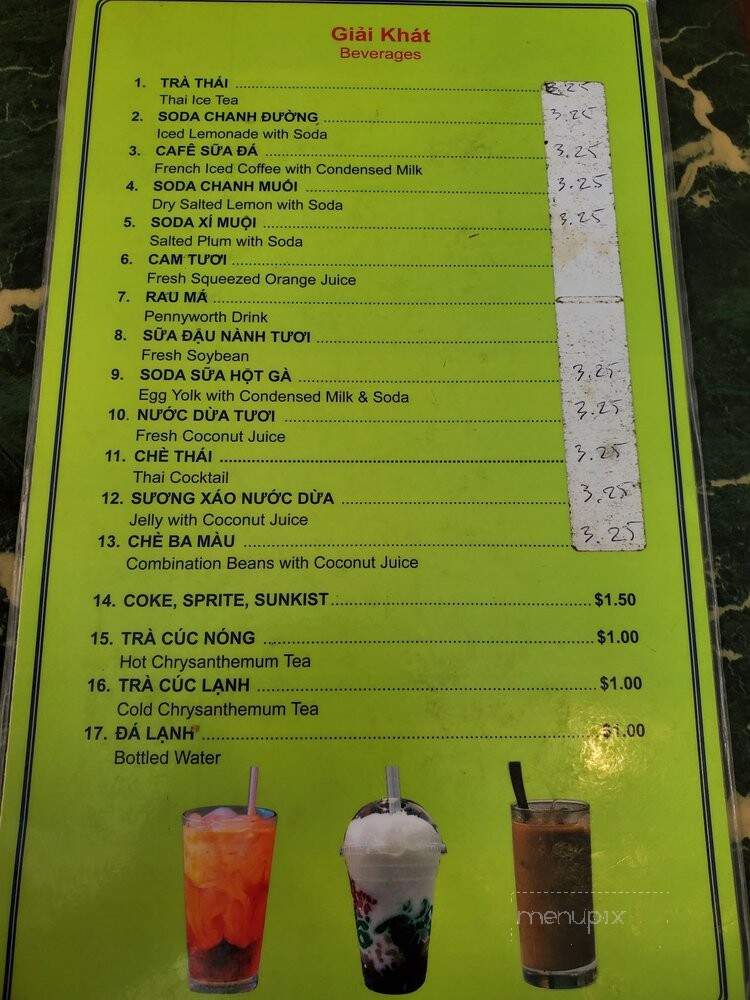 Giải Khát
Beverages
1. TRÀ THÁI 3.25
Thai Ice Tea
2. SODA CHANH ĐƯỜNG 3.25
Iced Lemonade with Soda
3. CAFÊ SỮA ĐÁ 3.25
French Iced Coffee with Condensed Milk
4. SODA CHANH MUỐI 3.25
Dry Salted Lemon with Soda
5. SODA XÍ MUỘI 3.25
Salted Plum with Soda
6. CAM TƯƠI
Fresh Squeezed Orange Juice
7. RAU MÁ
Pennyworth Drink
8. SỮA ĐẬU NÀNH TƯƠI
Fresh Soybean
9. SODA SỮA HỘT GÀ 3.25
Egg Yolk with Condensed Milk & Soda
10. NƯỚC DỪA TƯƠI 3.25
Fresh Coconut Juice
11. CHÈ THÁI 3.25
Thai Cocktail
12. SƯƠNG XÁO NƯỚC DỪA 3.25
Jelly with Coconut Juice
13. CHÈ BA MÀU 3.25
Combination Beans with Coconut Juice
14. COKE, SPRITE, SUNKIST $1.50
15. TRÀ CÚC NÓNG $1.00
Hot Chrysanthemum Tea
16. TRÀ CÚC LẠNH $1.00
Cold Chrysanthemum Tea
17. ĐÁ LẠNH $1.00
Bottled Water
menupix